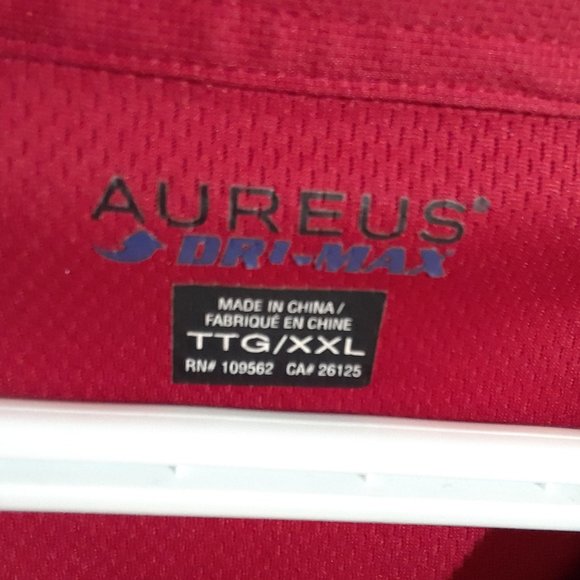 AUREUS®
DRI-MAX
MADE IN CHINA/
FABRIQUÉ EN CHINE
TTG/XXL
RN# 109562 CA# 26125